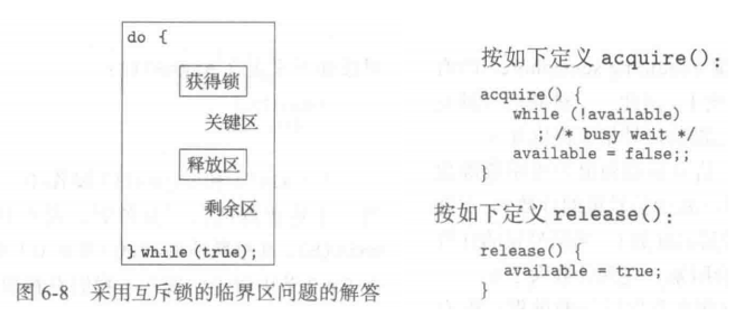 do {
获得锁
关键区
释放区
剩余区
} while (true);
图 6-8 采用互斥锁的临界区问题的解答
按如下定义 acquire():
acquire() {
while (!available)
; /* busy wait */
available = false;;
}
按如下定义 release():
release() {
available = true;
}